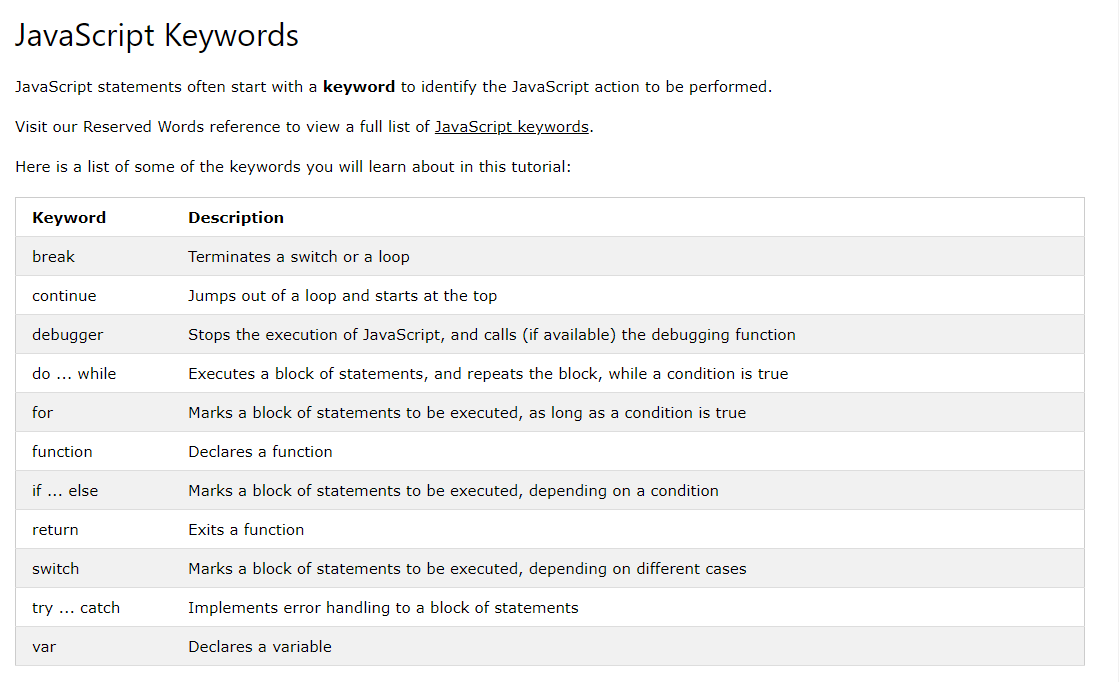 JavaScript Keywords
JavaScript statements often start with a keyword to identify the JavaScript action to be performed.
Visit our Reserved Words reference to view a full list of JavaScript keywords.
Here is a list of some of the keywords you will learn about in this tutorial:
Keyword Description
break Terminates a switch or a loop
continue Jumps out of a loop and starts at the top
debugger Stops the execution of JavaScript, and calls (if available) the debugging function
do ... while Executes a block of statements, and repeats the block, while a condition is true
for Marks a block of statements to be executed, as long as a condition is true
function Declares a function
if ... else Marks a block of statements to be executed, depending on a condition
return Exits a function
switch Marks a block of statements to be executed, depending on different cases
try ... catch Implements error handling to a block of statements
var Declares a variable